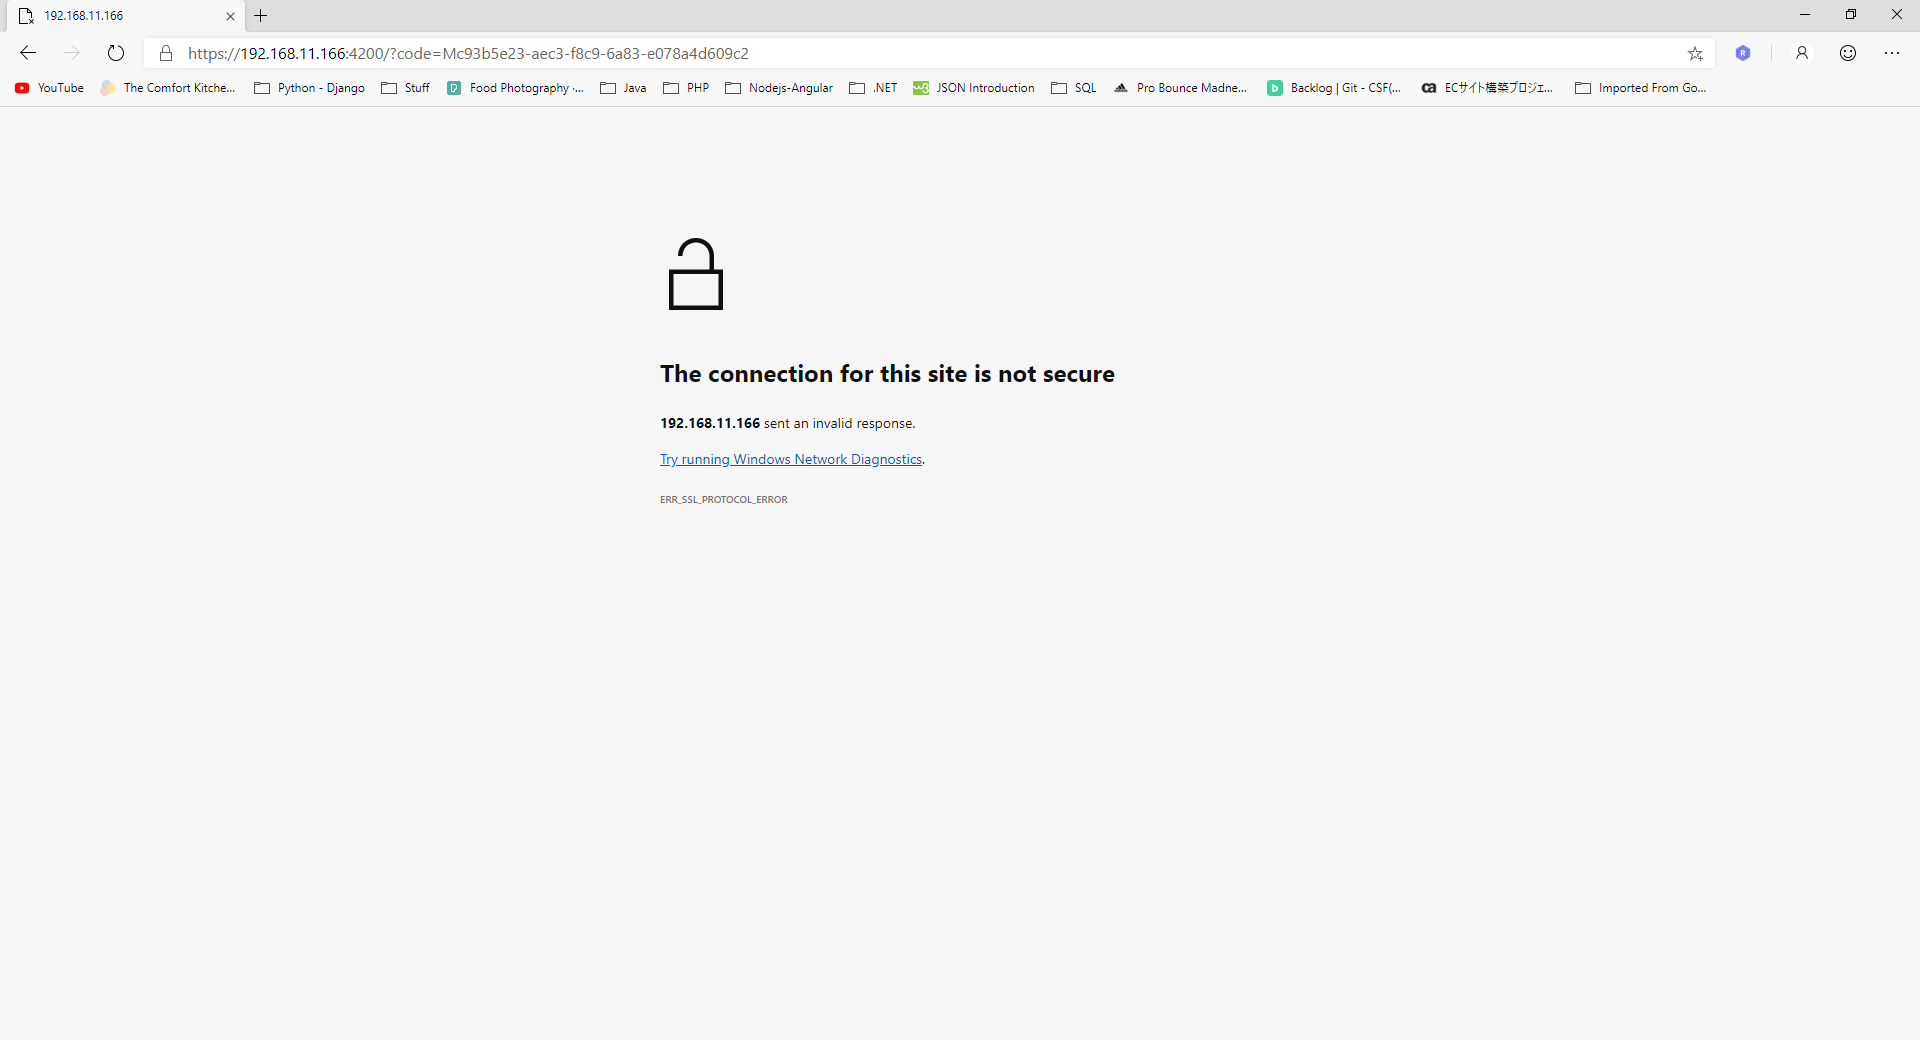 192.168.11.166
https://192.168.11.166:4200/?code=Mc93b5e23-aec3-f8c9-6a83-e078a4d609c2
YouTube The Comfort Kitche... Python - Django Stuff Food Photography -... Java PHP Nodejs-Angular .NET JSON Introduction SQL Pro Bounce Madne... Backlog | Git - CSF(... ECサイト構築プロジェ... Imported From Go...
The connection for this site is not secure
192.168.11.166 sent an invalid response.
Try running Windows Network Diagnostics.
ERR_SSL_PROTOCOL_ERROR